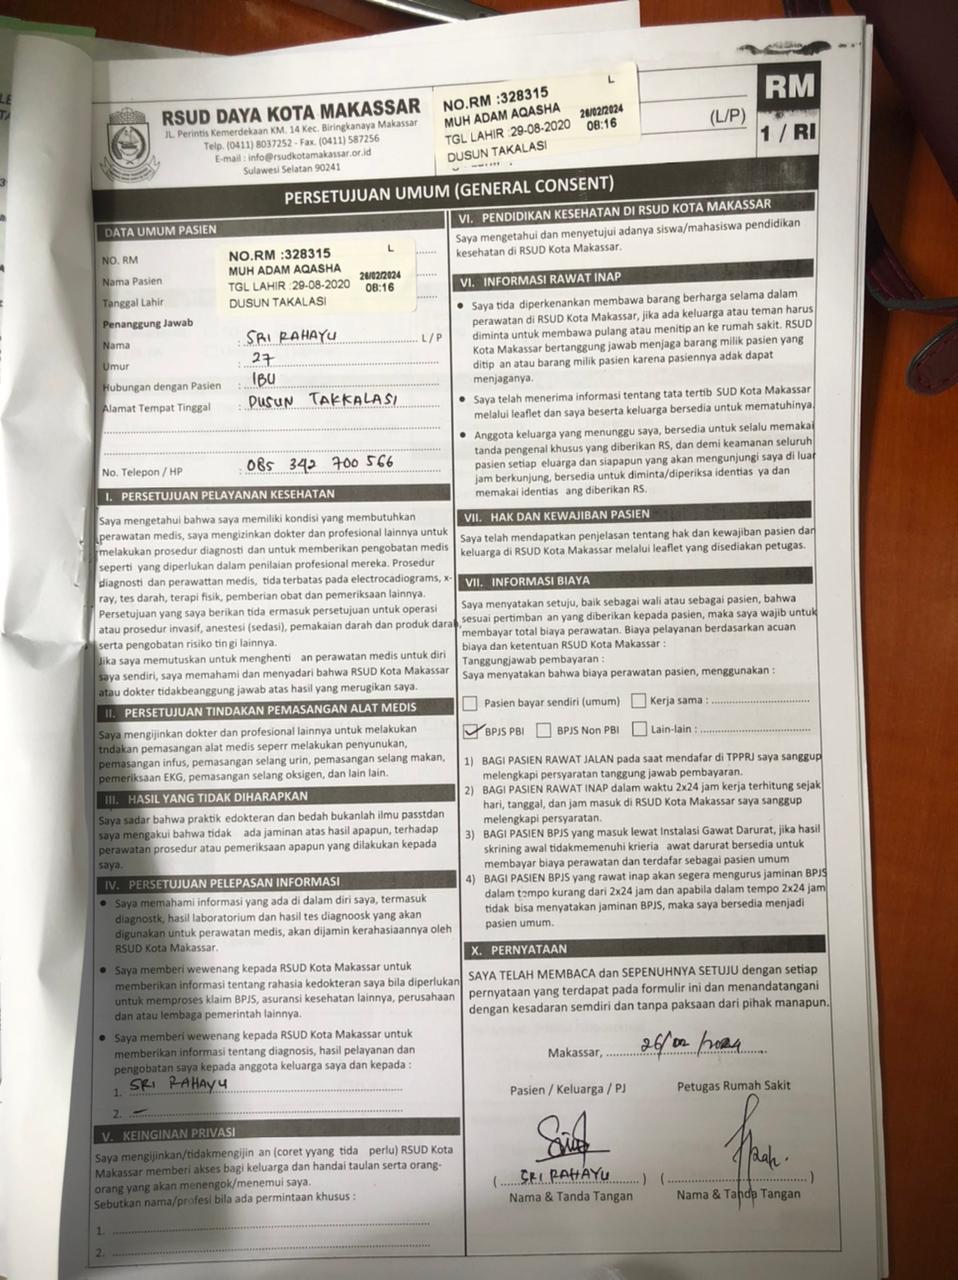 RSUD DAYA KOTA MAKASSAR
JL. Perintis Kemerdekaan KM. 14 Kec. Biringkanaya Makassar
Telp. (0411) 8037252 - Fax. (0411) 587256
E-mail : info@rsudkotamakassar.or.id
Sulawesi Selatan 90241
L
NO.RM :328315
MUH ADAM AQASHA 26/02/2024
TGL LAHIR :29-08-2020 08:16
DUSUN TAKALASI
(L/P)
RM
1 / RI
PERSETUJUAN UMUM (GENERAL CONSENT)
DATA UMUM PASIEN
NO. RM
Nama Pasien
Tanggal Lahir
L
NO.RM :328315
MUH ADAM AQASHA 26/02/2024
TGL LAHIR :29-08-2020 08:16
DUSUN TAKALASI
Penanggung Jawab
Nama : SRI RAHAYU L / P
Umur : 27
Hubungan dengan Pasien : IBU
Alamat Tempat Tinggal : DUSUN TAKKALASI
No. Telepon / HP : 085 342 700 566
I. PERSETUJUAN PELAYANAN KESEHATAN
Saya mengetahui bahwa saya memiliki kondisi yang membutuhkan
perawatan medis, saya mengizinkan dokter dan profesional lainnya untuk
melakukan prosedur diagnosti dan untuk memberikan pengobatan medis
seperti yang diperlukan dalam penilaian profesional mereka. Prosedur
diagnosti dan perawattan medis, tida terbatas pada electrocadiograms, x-
ray, tes darah, terapi fisik, pemberian obat dan pemeriksaan lainnya.
Persetujuan yang saya berikan tida ermasuk persetujuan untuk operasi
atau prosedur invasif, anestesi (sedasi), pemakaian darah dan produk darah,
serta pengobatan risiko tin gi lainnya.
Jika saya memutuskan untuk menghenti an perawatan medis untuk diri
saya sendiri, saya memahami dan menyadari bahwa RSUD Kota Makassar
atau dokter tidakbeanggung jawab atas hasil yang merugikan saya.
II. PERSETUJUAN TINDAKAN PEMASANGAN ALAT MEDIS
Saya mengijinkan dokter dan profesional lainnya untuk melakukan
tndakan pemasangan alat medis seperr melakukan penyunukan,
pemasangan infus, pemasangan selang urin, pemasangan selang makan,
pemeriksaan EKG, pemasangan selang oksigen, dan lain lain.
III. HASIL YANG TIDAK DIHARAPKAN
Saya sadar bahwa praktik edokteran dan bedah bukanlah ilmu passtdan
saya mengakui bahwa tidak ada jaminan atas hasil apapun, terhadap
perawatan prosedur atau pemeriksaan apapun yang dilakukan kepada
saya.
IV. PERSETUJUAN PELEPASAN INFORMASI
• Saya memahami informasi yang ada di dalam diri saya, termasuk
diagnostk, hasil laboratorium dan hasil tes diagnoosk yang akan
digunakan untuk perawatan medis, akan dijamin kerahasiaannya oleh
RSUD Kota Makassar.
• Saya memberi wewenang kepada RSUD Kota Makassar untuk
memberikan informasi tentang rahasia kedokteran saya bila diperlukan
untuk memproses klaim BPJS, asuransi kesehatan lainnya, perusahaan
dan atau lembaga pemerintah lainnya.
• Saya memberi wewenang kepada RSUD Kota Makassar untuk
memberikan informasi tentang diagnosis, hasil pelayanan dan
pengobatan saya kepada anggota keluarga saya dan kepada :
1. SRI RAHAYU
2. –
V. KEINGINAN PRIVASI
Saya mengijinkan/tidakmengijin an (coret yyang tida perlu) RSUD Kota
Makassar memberi akses bagi keluarga dan handai taulan serta orang-
orang yang akan menengok/menemui saya.
Sebutkan nama/profesi bila ada permintaan khusus :
1.
2.
VI. PENDIDIKAN KESEHATAN DI RSUD KOTA MAKASSAR
Saya mengetahui dan menyetujui adanya siswa/mahasiswa pendidikan
kesehatan di RSUD Kota Makassar.
VI. INFORMASI RAWAT INAP
• Saya tida diperkenankan membawa barang berharga selama dalam
perawatan di RSUD Kota Makassar, jika ada keluarga atau teman harus
diminta untuk membawa pulang atau menitip an ke rumah sakit. RSUD
Kota Makassar bertanggung jawab menjaga barang milik pasien yang
ditip an atau barang milik pasien karena pasiennya adak dapat
menjaganya.
• Saya telah menerima informasi tentang tata tertib SUD Kota Makassar
melalui leaflet dan saya beserta keluarga bersedia untuk mematuhinya.
• Anggota keluarga yang menunggu saya, bersedia untuk selalu memakai
tanda pengenal khusus yang diberikan RS, dan demi keamanan seluruh
pasien setiap eluarga dan siapapun yang akan mengunjungi saya di luar
jam berkunjung, bersedia untuk diminta/diperiksa identias ya dan
memakai identias ang diberikan RS.
VII. HAK DAN KEWAJIBAN PASIEN
Saya telah mendapatkan penjelasan tentang hak dan kewajiban pasien dan
keluarga di RSUD Kota Makassar melalui leaflet yang disediakan petugas.
VII. INFORMASI BIAYA
Saya menyatakan setuju, baik sebagai wali atau sebagai pasien, bahwa
sesuai pertimban an yang diberikan kepada pasien, maka saya wajib untuk
membayar total biaya perawatan. Biaya pelayanan berdasarkan acuan
biaya dan ketentuan RSUD Kota Makassar :
Tanggungjawab pembayaran :
Saya menyatakan bahwa biaya perawatan pasien, menggunakan :
Pasien bayar sendiri (umum) Kerja sama :
BPJS PBI BPJS Non PBI Lain-lain :
1) BAGI PASIEN RAWAT JALAN pada saat mendafar di TPPRJ saya sanggup
melengkapi persyaratan tanggung jawab pembayaran.
2) BAGI PASIEN RAWAT INAP dalam waktu 2x24 jam kerja terhitung sejak
hari, tanggal, dan jam masuk di RSUD Kota Makassar saya sanggup
melengkapi persyaratan.
3) BAGI PASIEN BPJS yang masuk lewat Instalasi Gawat Darurat, jika hasil
skrining awal tidakmemenuhi krieria awat darurat bersedia untuk
membayar biaya perawatan dan terdafar sebagai pasien umum
4) BAGI PASIEN BPJS yang rawat inap akan segera mengurus jaminan BPJS
dalam tempo kurang dari 2x24 jam dan apabila dalam tempo 2x24 jam
tidak bisa menyatakan jaminan BPJS, maka saya bersedia menjadi
pasien umum.
X. PERNYATAAN
SAYA TELAH MEMBACA dan SEPENUHNYA SETUJU dengan setiap
pernyataan yang terdapat pada formulir ini dan menandatangani
dengan kesadaran semdiri dan tanpa paksaan dari pihak manapun.
Makassar, 26/02/2024
Pasien / Keluarga / PJ Petugas Rumah Sakit
( SRI RAHAYU ) ( )
Nama & Tanda Tangan Nama & Tanda Tangan